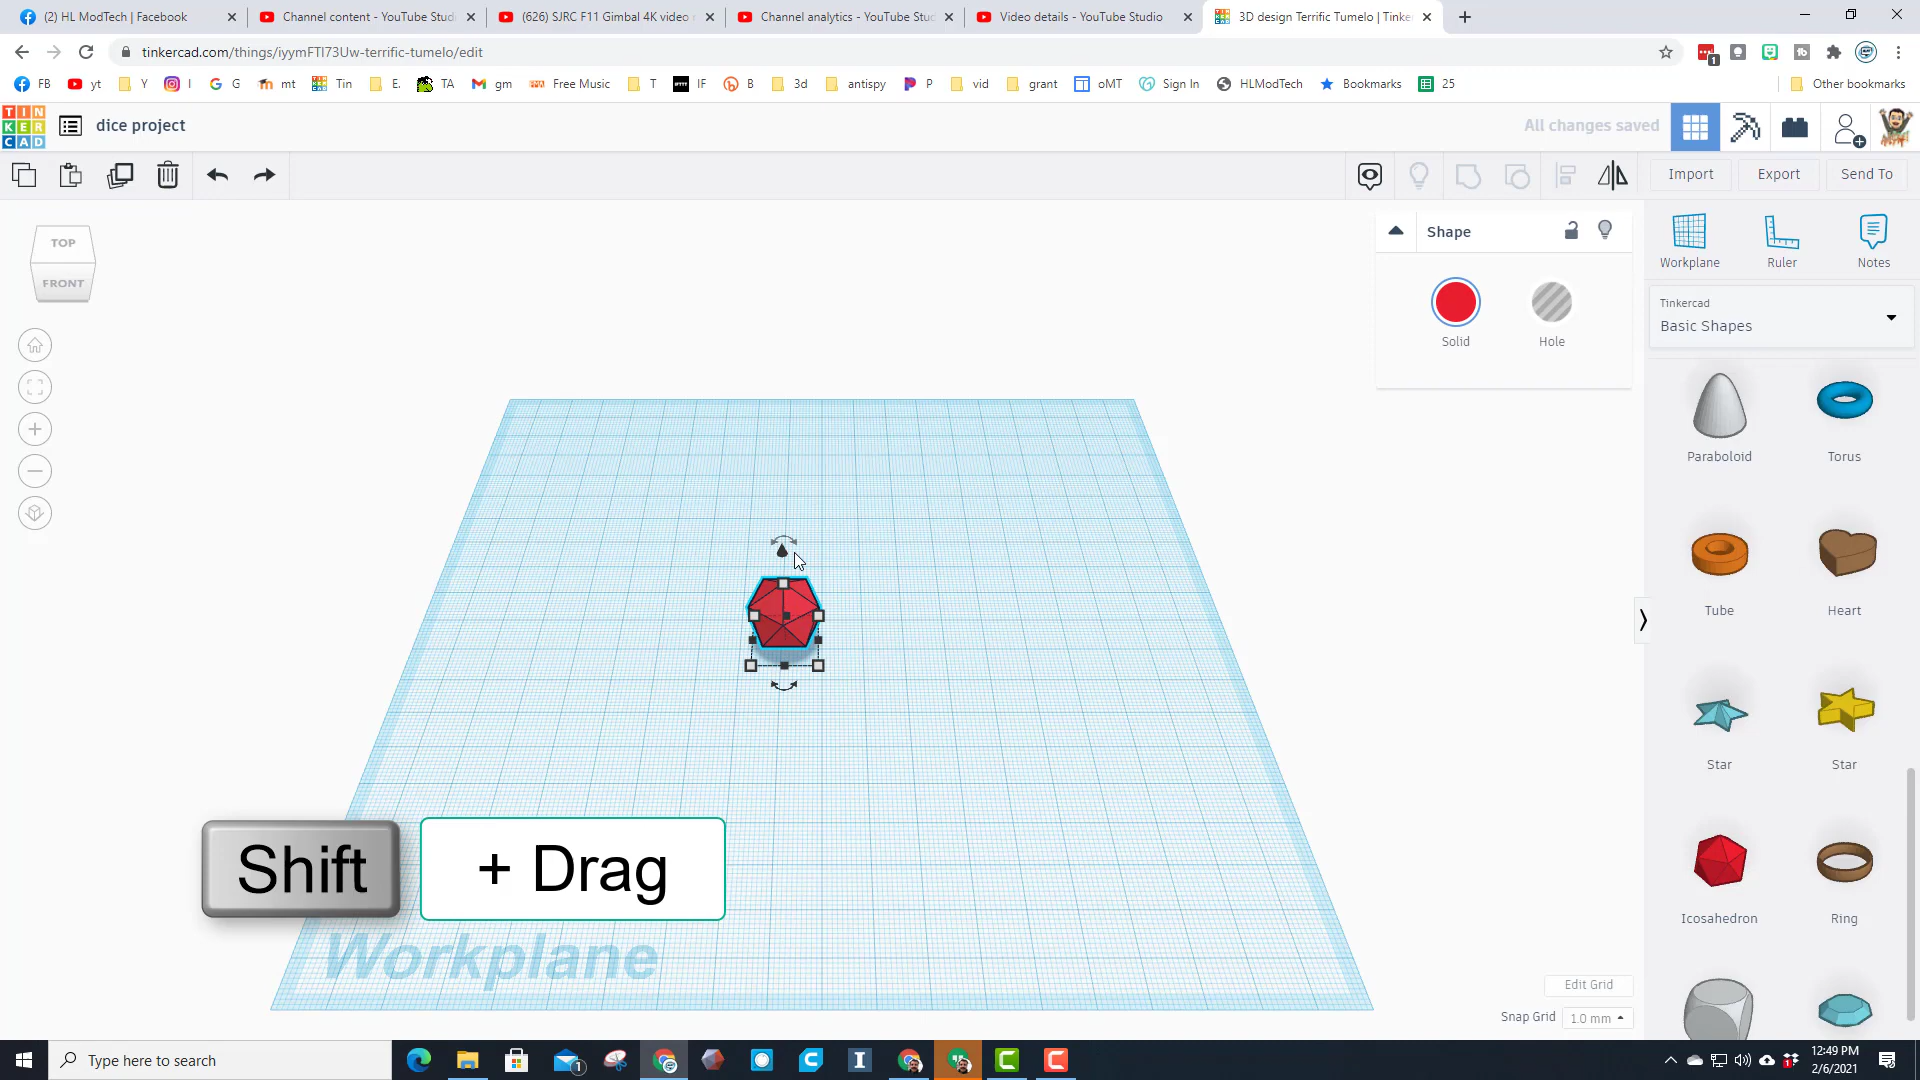 (2) HL ModTech | Facebook
Channel content - YouTube Studi
(626) SJRC F11 Gimbal 4K video r
Channel analytics - YouTube Stud
Video details - YouTube Studio
3D design Terrific Tumelo | Tinker
tinkercad.com/things/iyymFTl73Uw-terrific-tumelo/edit
1
FB
yt
Y
I
G
mt
Tin
E.
TA
gm
Free Music
T
IF
B
3d
antispy
P
vid
grant
oMT
Sign In
HLModTech
Bookmarks
25
Other bookmarks
TIN
KER
CAD
dice project
All changes saved
Import
Export
Send To
TOP
FRONT
Shape
Solid
Hole
Workplane
Ruler
Notes
Tinkercad
Basic Shapes
Paraboloid
Torus
Tube
Heart
Star
Star
Icosahedron
Ring
Shift
+ Drag
Workplane
Edit Grid
Snap Grid
1.0 mm
Type here to search
1
12:49 PM
2/6/2021